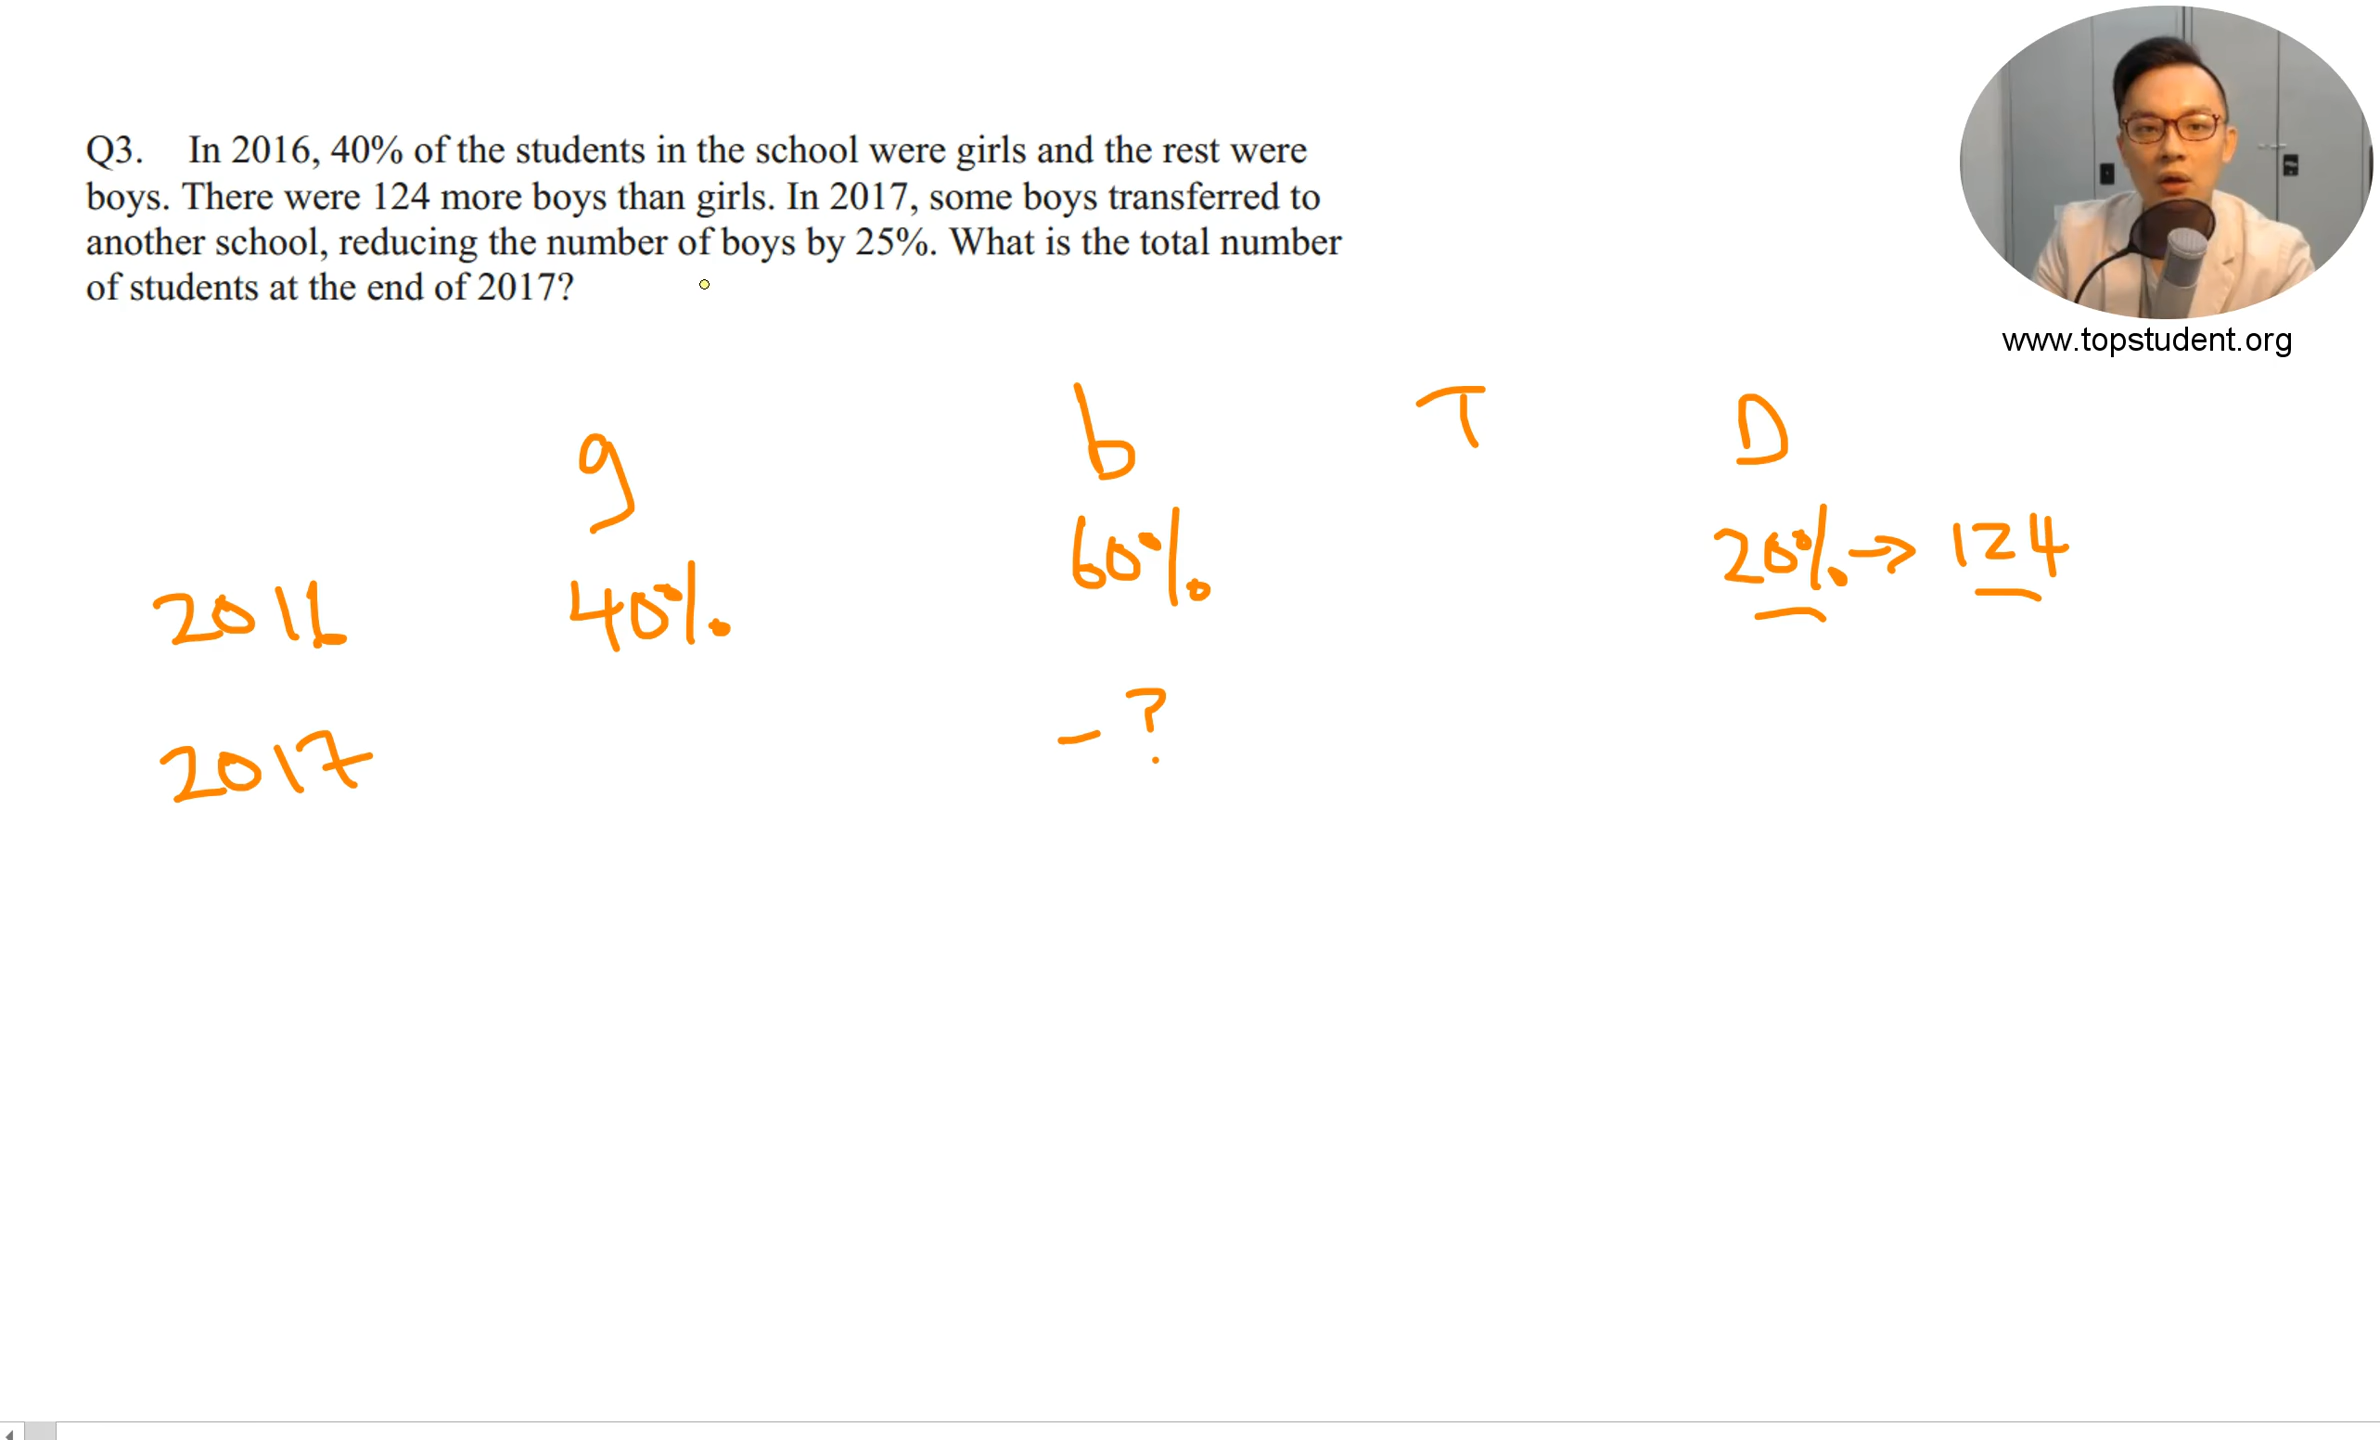 Q3. In 2016, 40% of the students in the school were girls and the rest were
boys. There were 124 more boys than girls. In 2017, some boys transferred to
another school, reducing the number of boys by 25%. What is the total number
of students at the end of 2017?
www.topstudent.org
g b T D
2016 40% 60% 20% → 124
2017 - ?